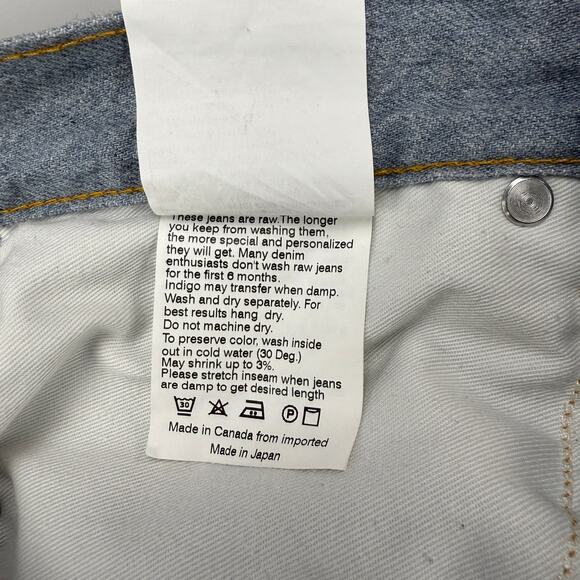 These jeans are raw.The longer
you keep from washing them,
the more special and personalized
they will get. Many denim
enthusiasts don't wash raw jeans
for the first 6 months.
Indigo may transfer when damp.
Wash and dry separately. For
best results hang dry.
Do not machine dry.
To preserve color, wash inside
out in cold water (30 Deg.)
May shrink up to 3%.
Please stretch inseam when jeans
are damp to get desired length
30 P
Made in Canada from imported
Made in Japan